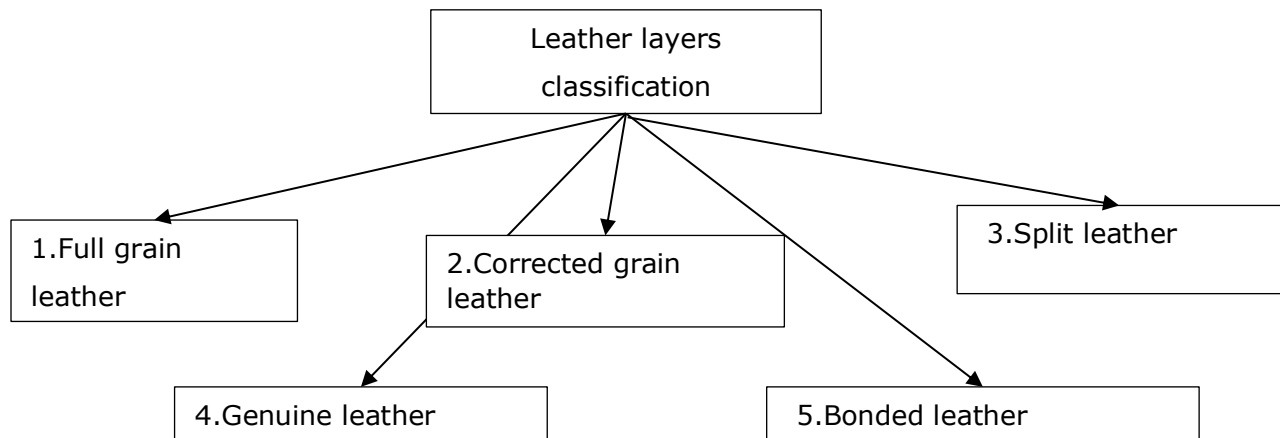 Leather layers
classification
1.Full grain
leather
2.Corrected grain
leather
3.Split leather
4.Genuine leather
5.Bonded leather